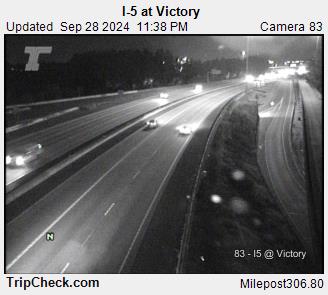 I-5 at Victory
Updated Sep 28 2024 11:38 PM Camera 83
T
N
83 - I5 @ Victory
TripCheck.com Milepost306.80